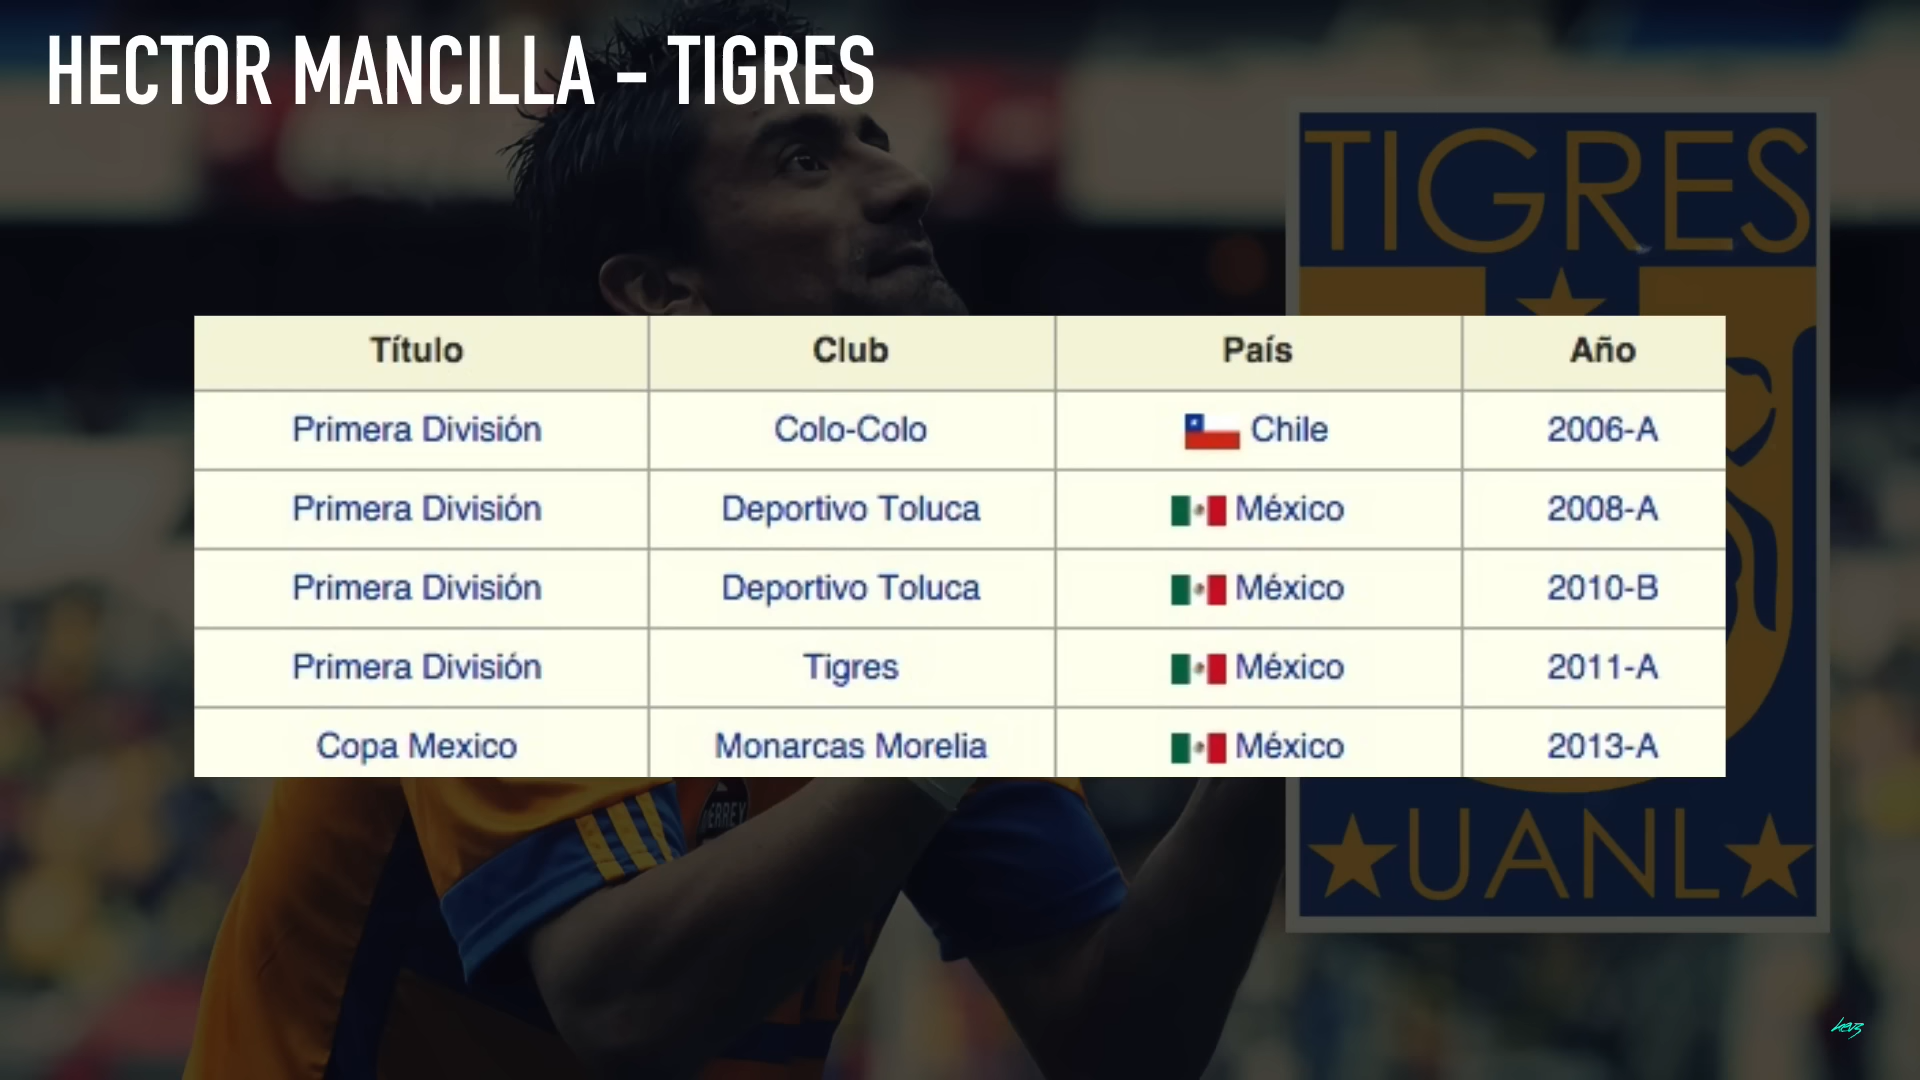 HECTOR MANCILLA - TIGRES
TIGRES
Título Club País Año
Primera División Colo-Colo Chile 2006-A
Primera División Deportivo Toluca México 2008-A
Primera División Deportivo Toluca México 2010-B
Primera División Tigres México 2011-A
Copa Mexico Monarcas Morelia México 2013-A
UANL